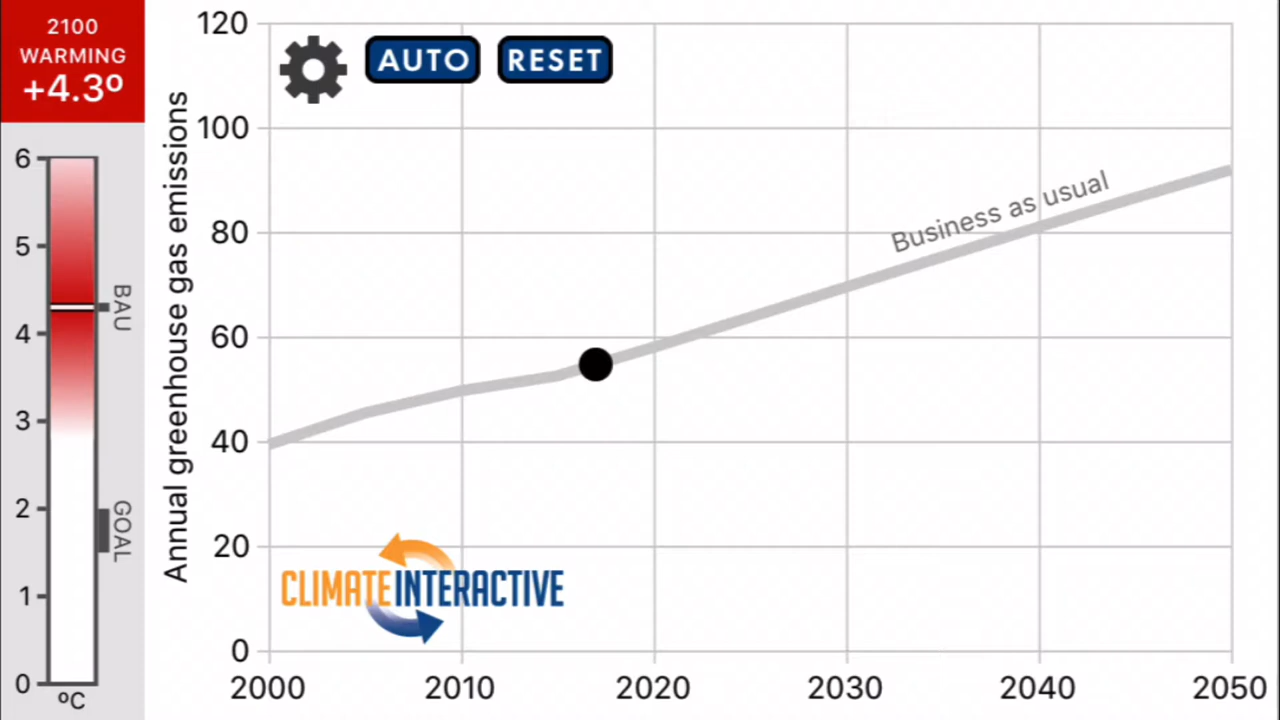 2100
WARMING
+4.3º
6
5
4
3
2
1
0
ºC
BAU
GOAL
Annual greenhouse gas emissions
120
100
80
60
40
20
0
AUTO
RESET
Business as usual
CLIMATE INTERACTIVE
2000
2010
2020
2030
2040
2050